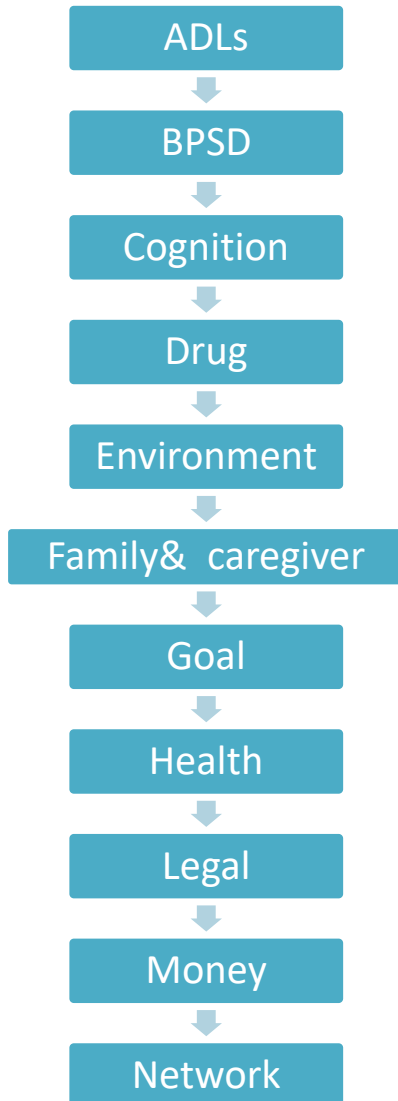 ADLs
BPSD
Cognition
Drug
Environment
Family& caregiver
Goal
Health
Legal
Money
Network